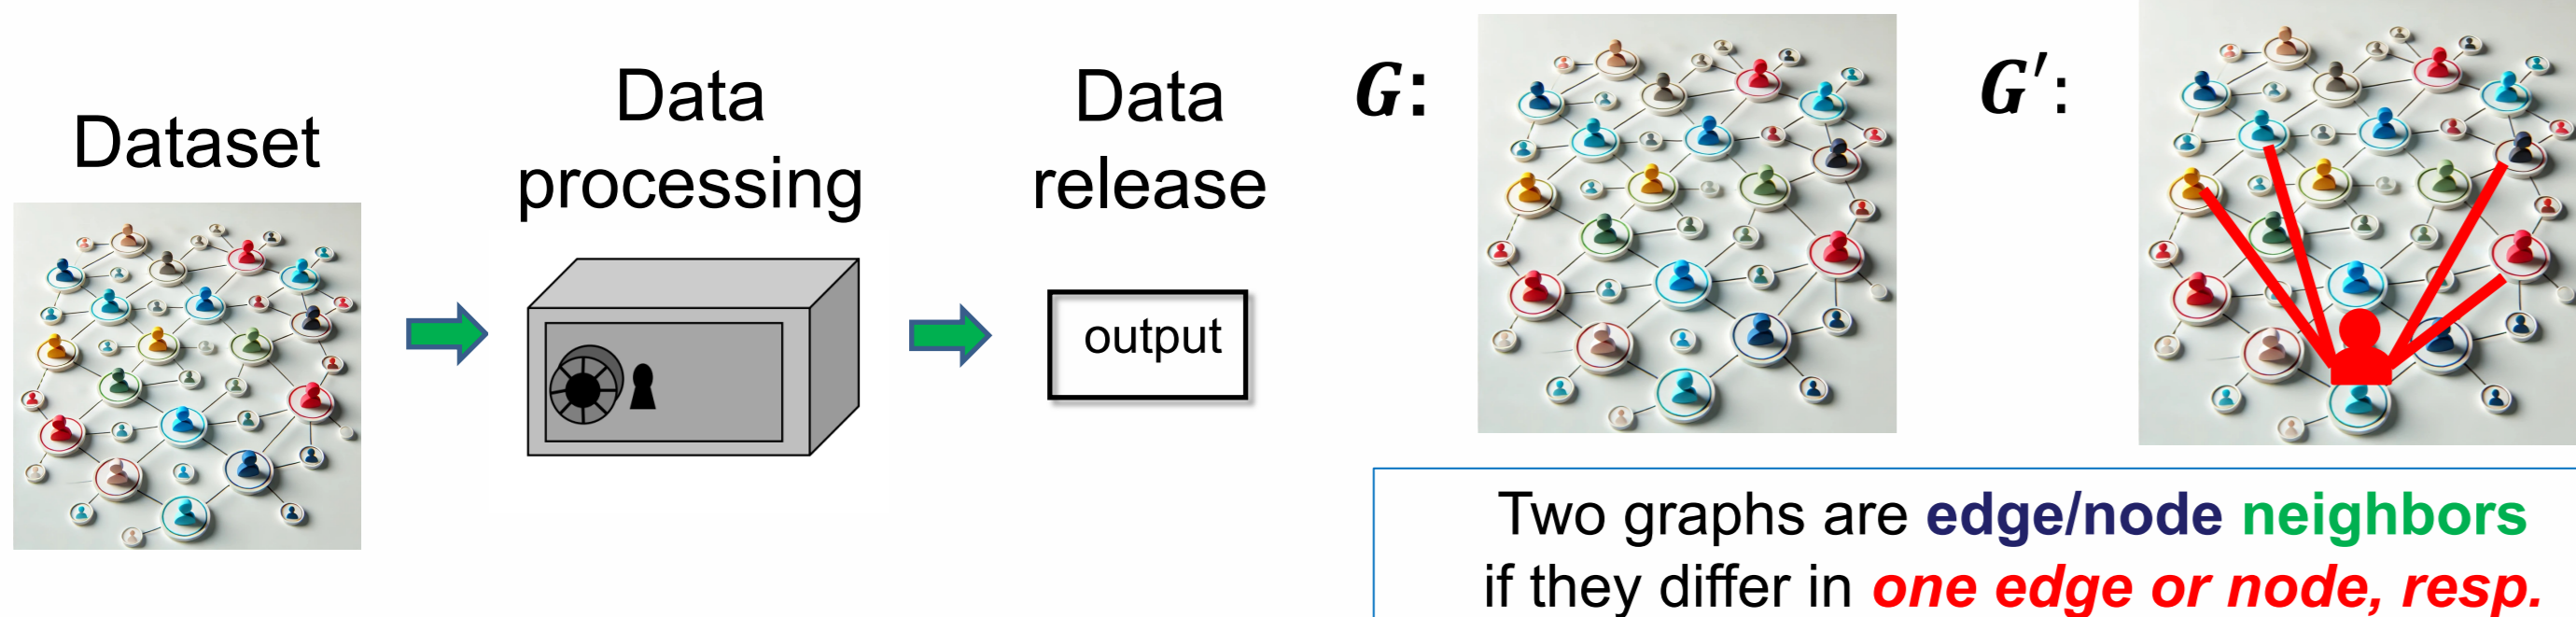 Dataset
Data
processing
Data
release
output
G:
G′:
Two graphs are edge/node neighbors
if they differ in one edge or node, resp.